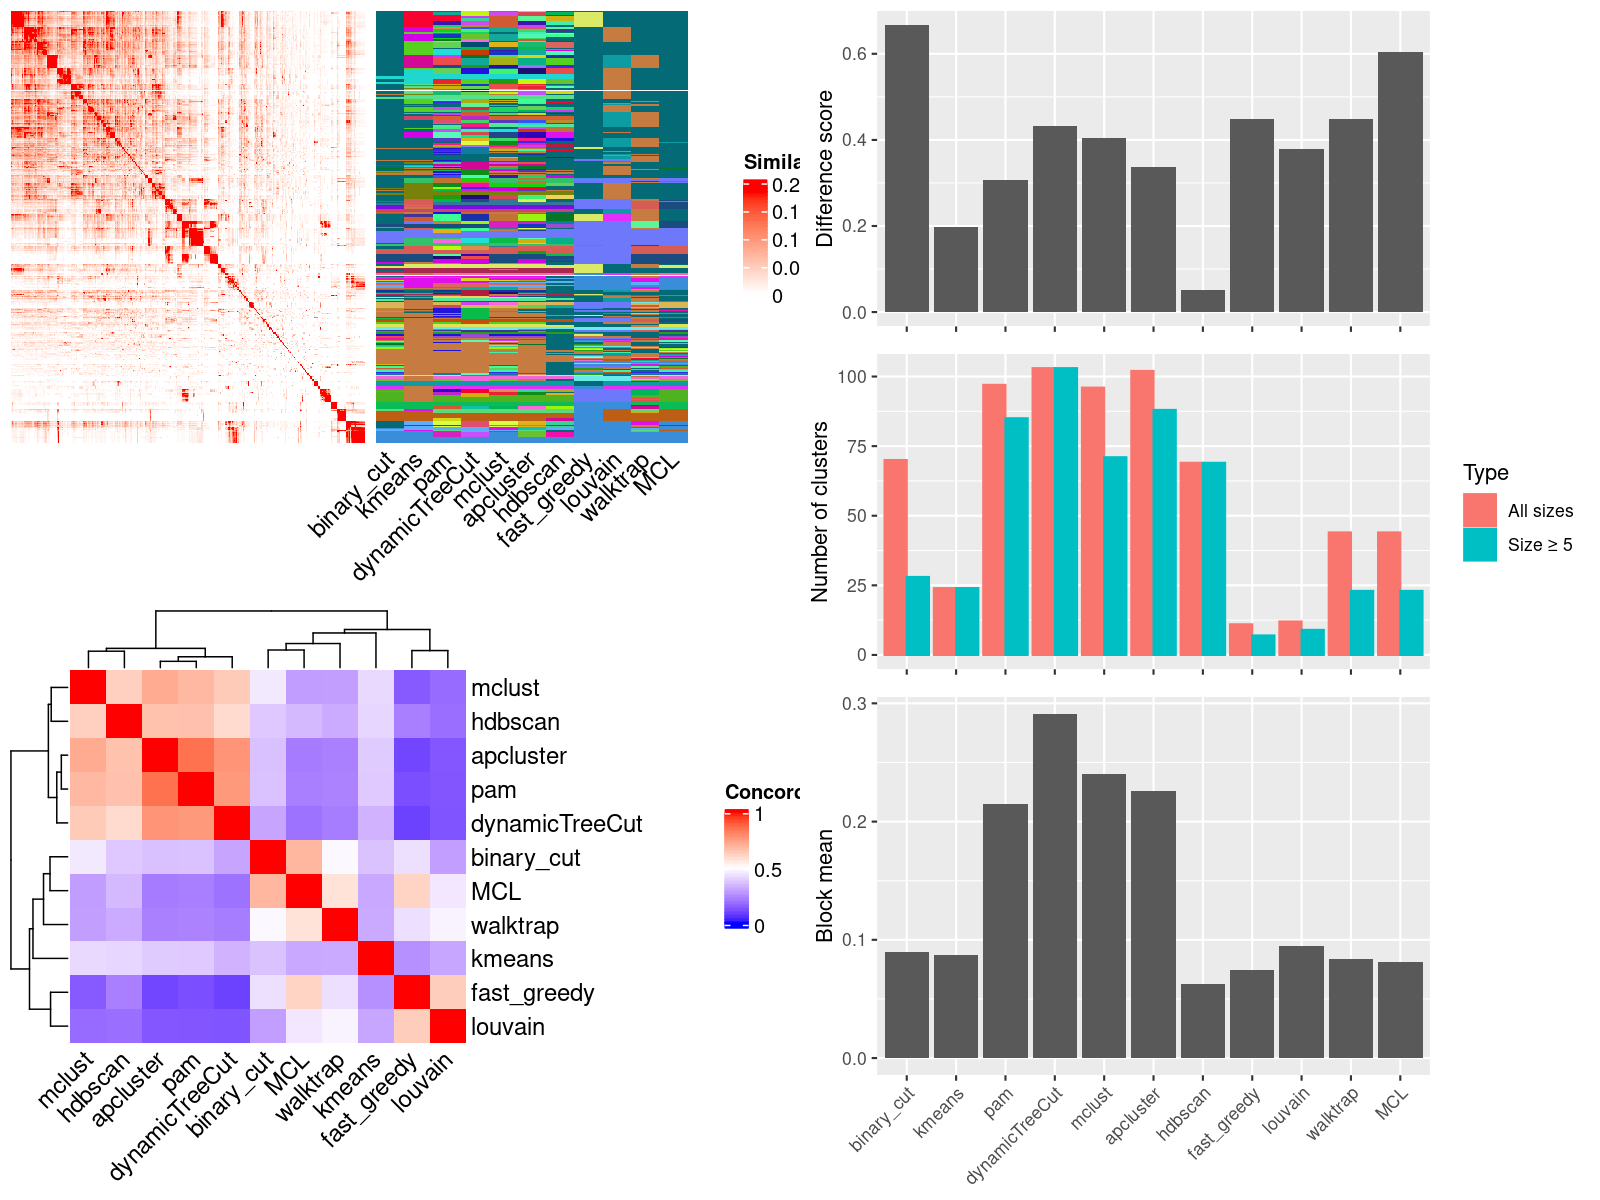 Simila
0.2
0.1
0.1
0.0
0
binary_cut
kmeans
pam
dynamicTreeCut
mclust
apcluster
hdbscan
fast_greedy
louvain
walktrap
MCL
mclust
hdbscan
apcluster
pam
dynamicTreeCut
binary_cut
MCL
walktrap
kmeans
fast_greedy
louvain
mclust
hdbscan
apcluster
pam
dynamicTreeCut
binary_cut
MCL
walktrap
kmeans
fast_greedy
louvain
Concord
1
0.5
0
Difference score
0.6
0.4
0.2
0.0
Number of clusters
100
75
50
25
0
Type
All sizes
Size ≥ 5
Block mean
0.3
0.2
0.1
0.0
binary_cut
kmeans
pam
dynamicTreeCut
mclust
apcluster
hdbscan
fast_greedy
louvain
walktrap
MCL